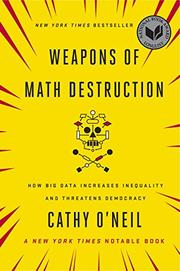 NEW YORK TIMES BESTSELLER
WEAPONS OF
MATH DESTRUCTION
HOW BIG DATA INCREASES INEQUALITY
AND THREATENS DEMOCRACY
CATHY O'NEIL
A NEW YORK TIMES NOTABLE BOOK